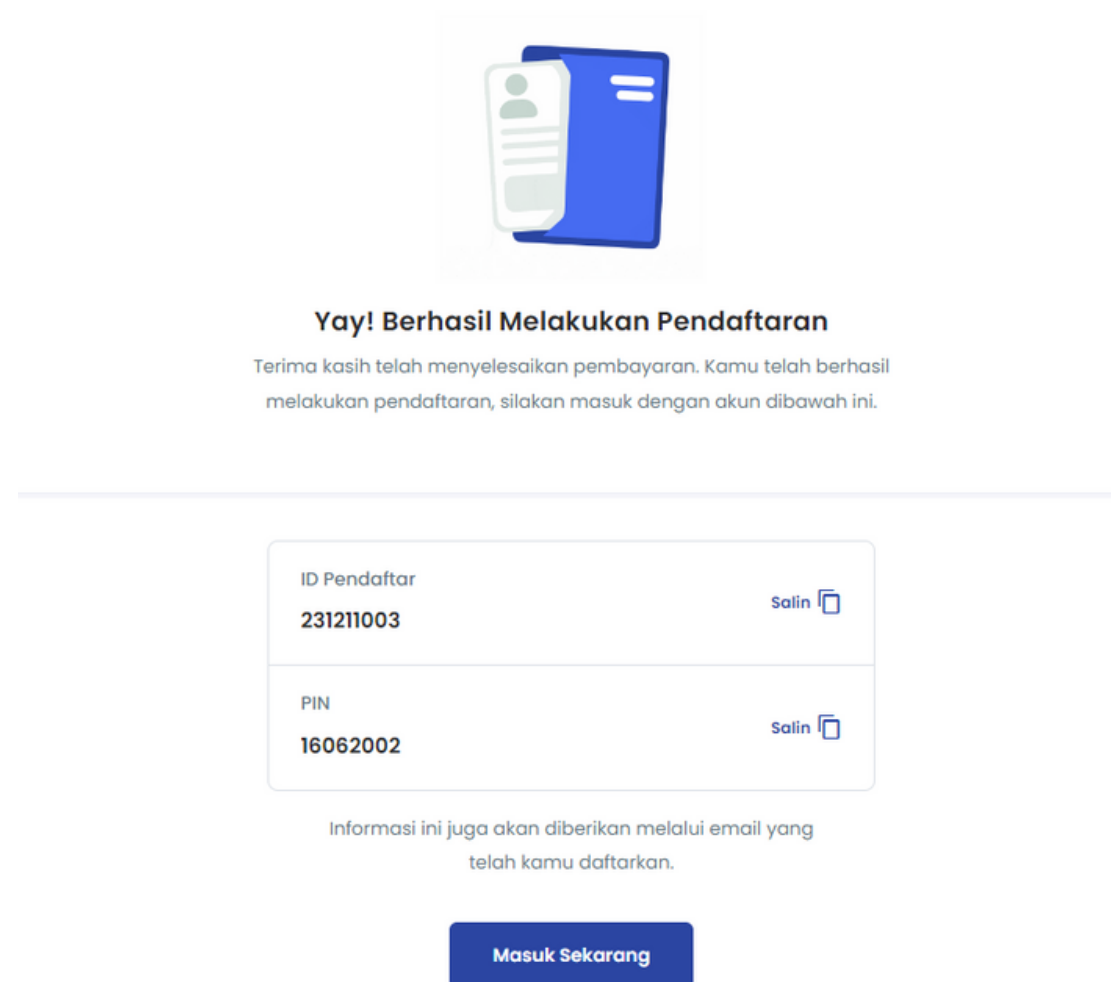 Yay! Berhasil Melakukan Pendaftaran
Terima kasih telah menyelesaikan pembayaran. Kamu telah berhasil
melakukan pendaftaran, silakan masuk dengan akun dibawah ini.
ID Pendaftar
231211003
Salin
PIN
16062002
Salin
Informasi ini juga akan diberikan melalui email yang
telah kamu daftarkan.
Masuk Sekarang